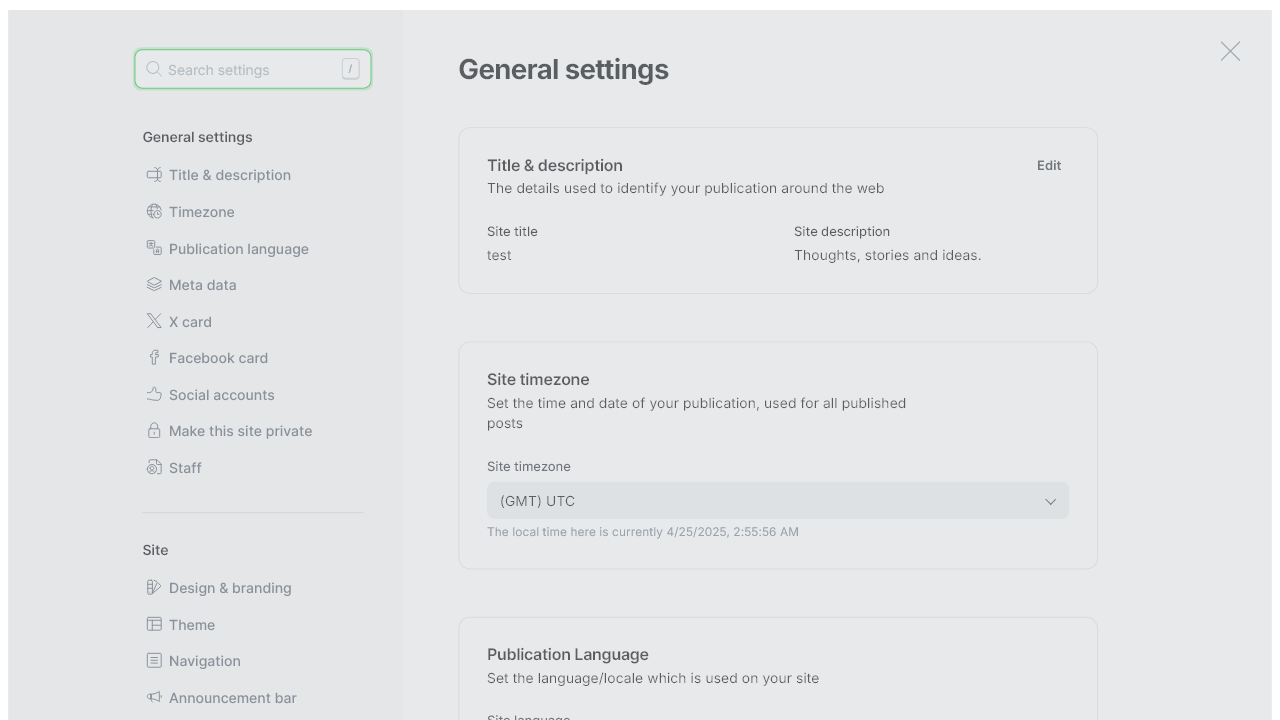 Search settings /
General settings
Title & description
Timezone
Publication language
Meta data
X card
Facebook card
Social accounts
Make this site private
Staff
Site
Design & branding
Theme
Navigation
Announcement bar
General settings
Title & description
Edit
The details used to identify your publication around the web
Site title
test
Site description
Thoughts, stories and ideas.
Site timezone
Set the time and date of your publication, used for all published
posts
Site timezone
(GMT) UTC
The local time here is currently 4/25/2025, 2:55:56 AM
Publication Language
Set the language/locale which is used on your site
Site language